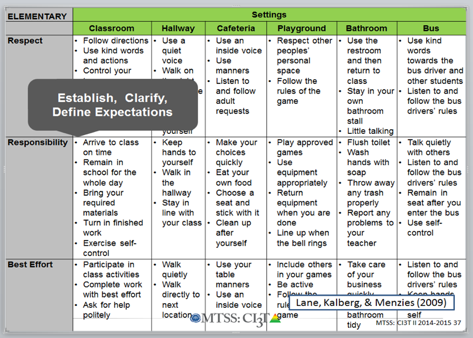 ELEMENTARY
Settings
Classroom
Hallway
Cafeteria
Playground
Bathroom
Bus
Respect
• Follow directions
• Use kind words
and actions
• Control your
• Use a
quiet
voice
• Walk on
yourself
• Use an
inside voice
• Use
manners
• Listen to
and follow
adult
requests
• Respect other
peoples'
personal
space
• Follow the
rules of the
game
• Use the
restroom
and then
return to
class
• Stay in your
own
bathroom
stall
• Little talking
• Use kind
words
towards the
bus driver and
other students
• Listen to and
follow the bus
drivers' rules
Establish, Clarify,
Define Expectations
Responsibility
• Arrive to class
on time
• Remain in
school for the
whole day
• Bring your
required
materials
• Turn in finished
work
• Exercise self-
control
• Keep
hands to
yourself
• Walk in
the
hallway
• Stay in
line with
your class
• Make your
choices
quickly
• Eat your
own food
• Choose a
seat and
stick with it
• Clean up
after
yourself
• Play approved
games
• Use
equipment
appropriately
• Return
equipment
when you are
done
• Line up when
the bell rings
• Flush toilet
• Wash
hands with
soap
• Throw away
any trash
properly
• Report any
problems to
your
teacher
• Talk quietly
with others
• Listen to and
follow the bus
drivers' rules
• Remain in
seat after you
enter the bus
• Use self-
control
Best Effort
• Participate in
class activities
• Complete work
with best effort
• Ask for help
politely
• Walk
quietly
• Walk
directly to
next
location
• Use your
table
manners
• Use an
inside voice
• Include others
in your games
• Be active
• Follow the
game
• Take care of
your
business
quickly
bathroom
tidy
• Listen to and
follow the bus
drivers' rules
Lane, Kalberg, & Menzies (2009)
MTSS: CI3T
MTSS: CI3T II 2014-2015 37